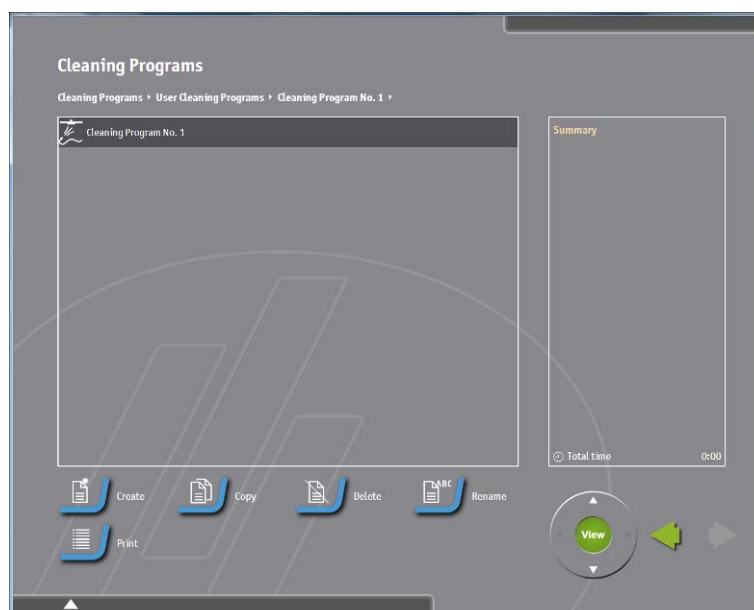 Cleaning Programs
Cleaning Programs User Cleaning Programs Cleaning Program No. 1
Cleaning Program No. 1
Summary
Total time 0:00
Create Copy Delete ABC Rename
Print
View